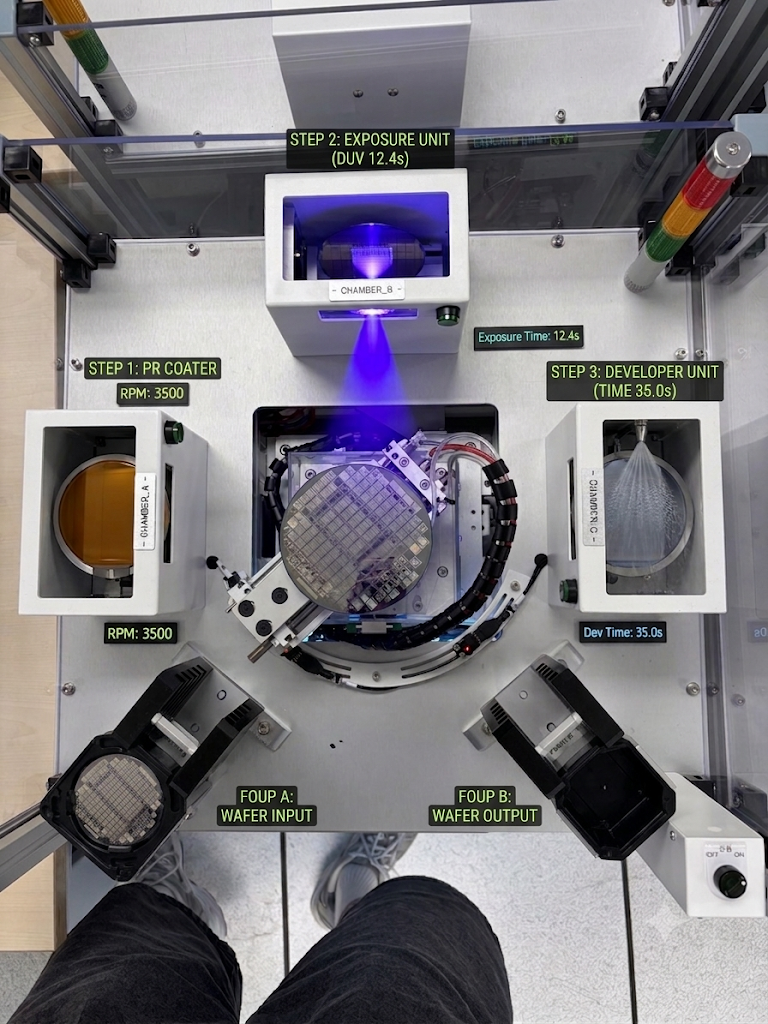 STEP 2: EXPOSURE UNIT
(DUV 12.4s)
- CHAMBER_B -
Exposure Time: 12.4s
STEP 1: PR COATER
RPM: 3500
STEP 3: DEVELOPER UNIT
(TIME 35.0s)
- CHAMBER_A -
- CHAMBER_C -
RPM: 3500
Dev Time: 35.0s
FOUP A:
WAFER INPUT
FOUP B:
WAFER OUTPUT
OFF
ON